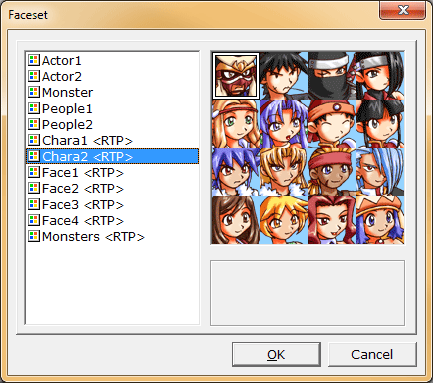 Faceset
Actor1
Actor2
Monster
People1
People2
Chara1 <RTP>
Chara2 <RTP>
Face1 <RTP>
Face2 <RTP>
Face3 <RTP>
Face4 <RTP>
Monsters <RTP>
OK
Cancel